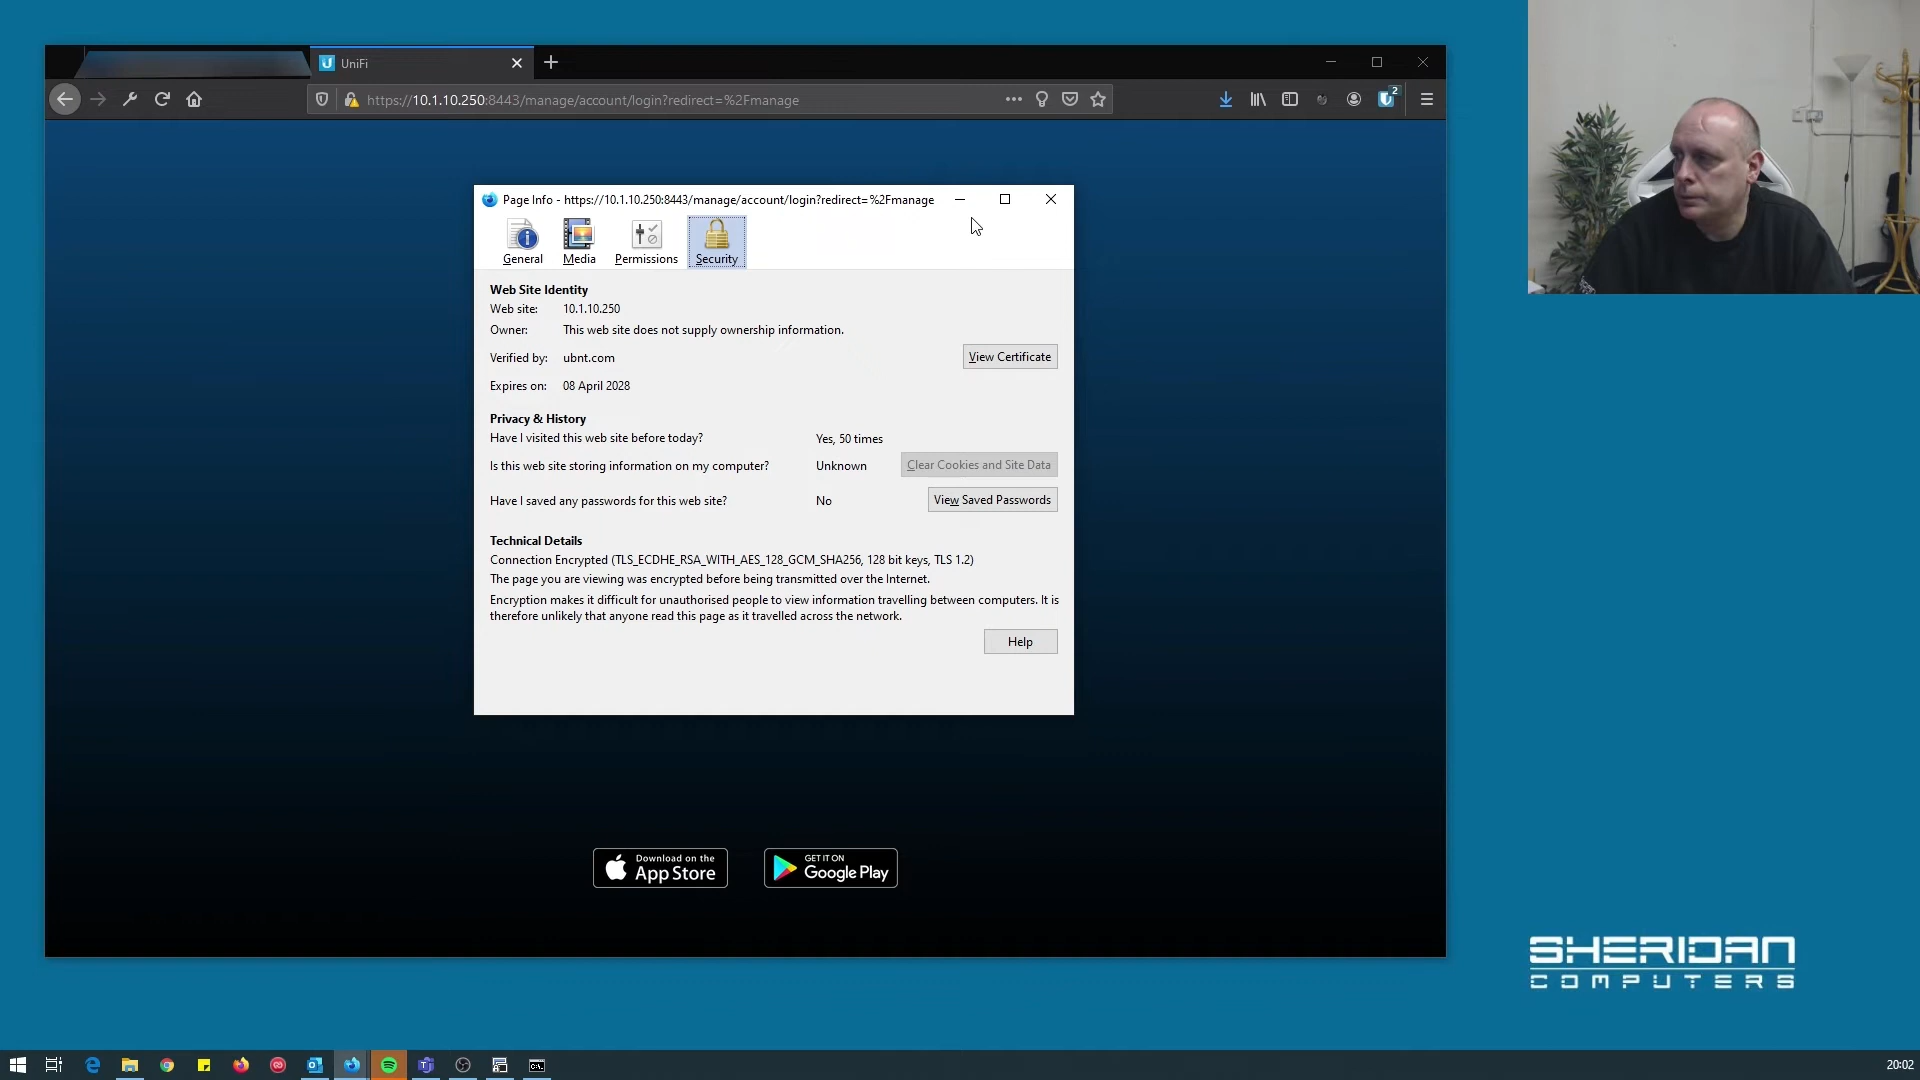 UniFi
https://10.1.10.250:8443/manage/account/login?redirect=%2Fmanage
2
Page Info - https://10.1.10.250:8443/manage/account/login?redirect=%2Fmanage
General Media Permissions Security
Web Site Identity
Web site: 10.1.10.250
Owner: This web site does not supply ownership information.
Verified by: ubnt.com View Certificate
Expires on: 08 April 2028
Privacy & History
Have I visited this web site before today? Yes, 50 times
Is this web site storing information on my computer? Unknown Clear Cookies and Site Data
Have I saved any passwords for this web site? No View Saved Passwords
Technical Details
Connection Encrypted (TLS_ECDHE_RSA_WITH_AES_128_GCM_SHA256, 128 bit keys, TLS 1.2)
The page you are viewing was encrypted before being transmitted over the Internet.
Encryption makes it difficult for unauthorised people to view information travelling between computers. It is
therefore unlikely that anyone read this page as it travelled across the network.
Help
Download on the
App Store
GET IT ON
Google Play
SHERIDAN
COMPUTERS
20:02